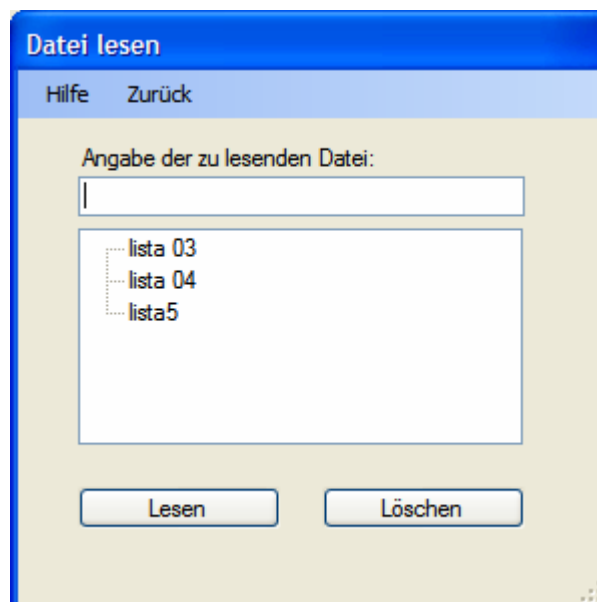 Datei lesen
Hilfe Zurück
Angabe der zu lesenden Datei:
lista 03
lista 04
lista5
Lesen Löschen